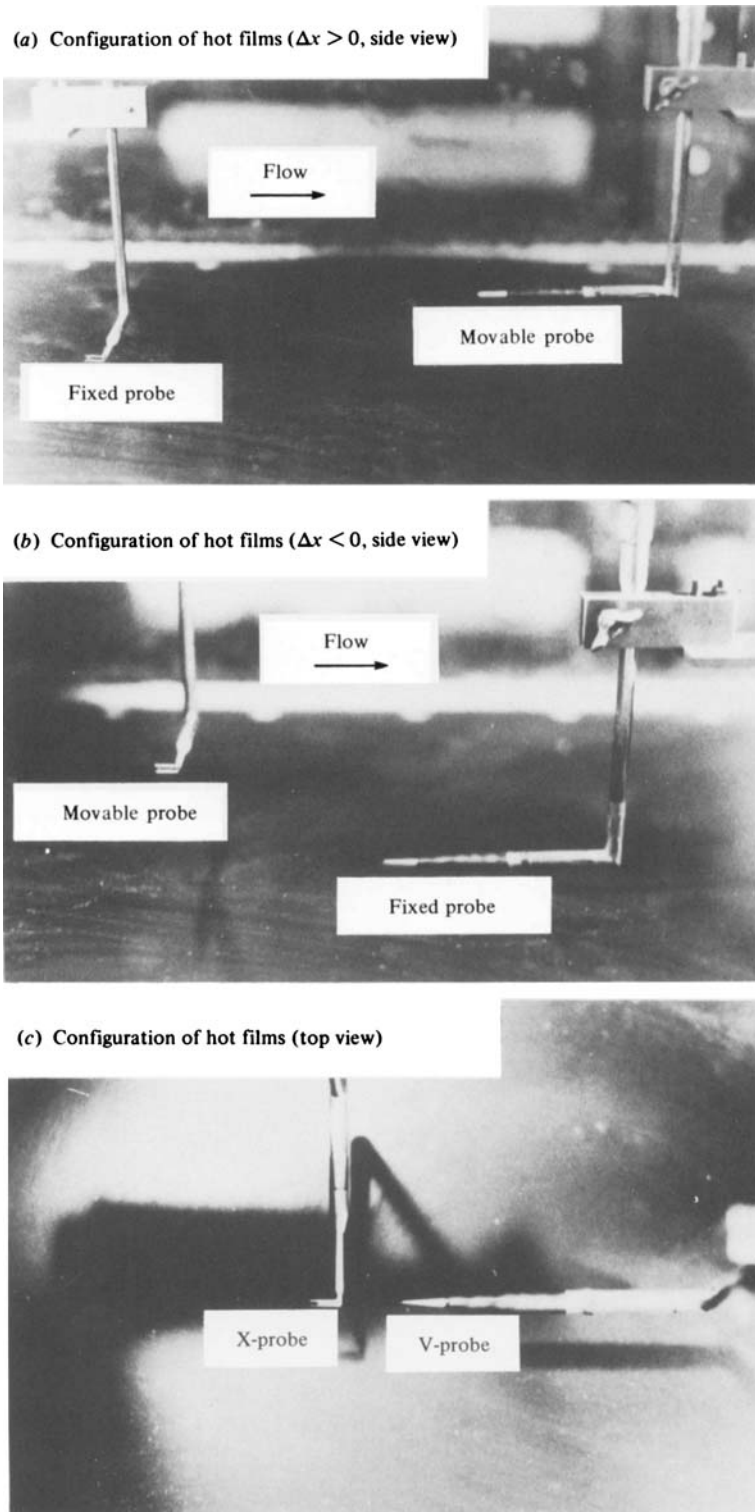 (a) Configuration of hot films (Δx > 0, side view)
Flow
Movable probe
Fixed probe
(b) Configuration of hot films (Δx < 0, side view)
Flow
Movable probe
Fixed probe
(c) Configuration of hot films (top view)
X-probe
V-probe